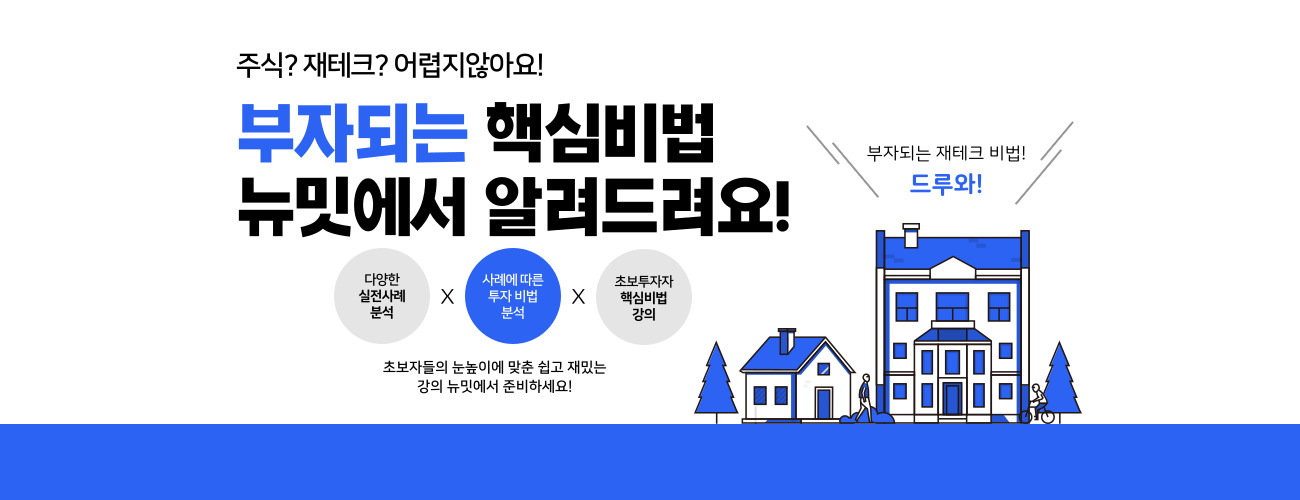 주식? 재테크? 어렵지않아요!
부자되는 핵심비법
뉴밋에서 알려드려요!
부자되는 재테크 비법!
드루와!
다양한
실전사례
분석
X
사례에 따른
투자 비법
분석
X
초보투자자
핵심비법
강의
초보자들의 눈높이에 맞춘 쉽고 재밌는
강의 뉴밋에서 준비하세요!